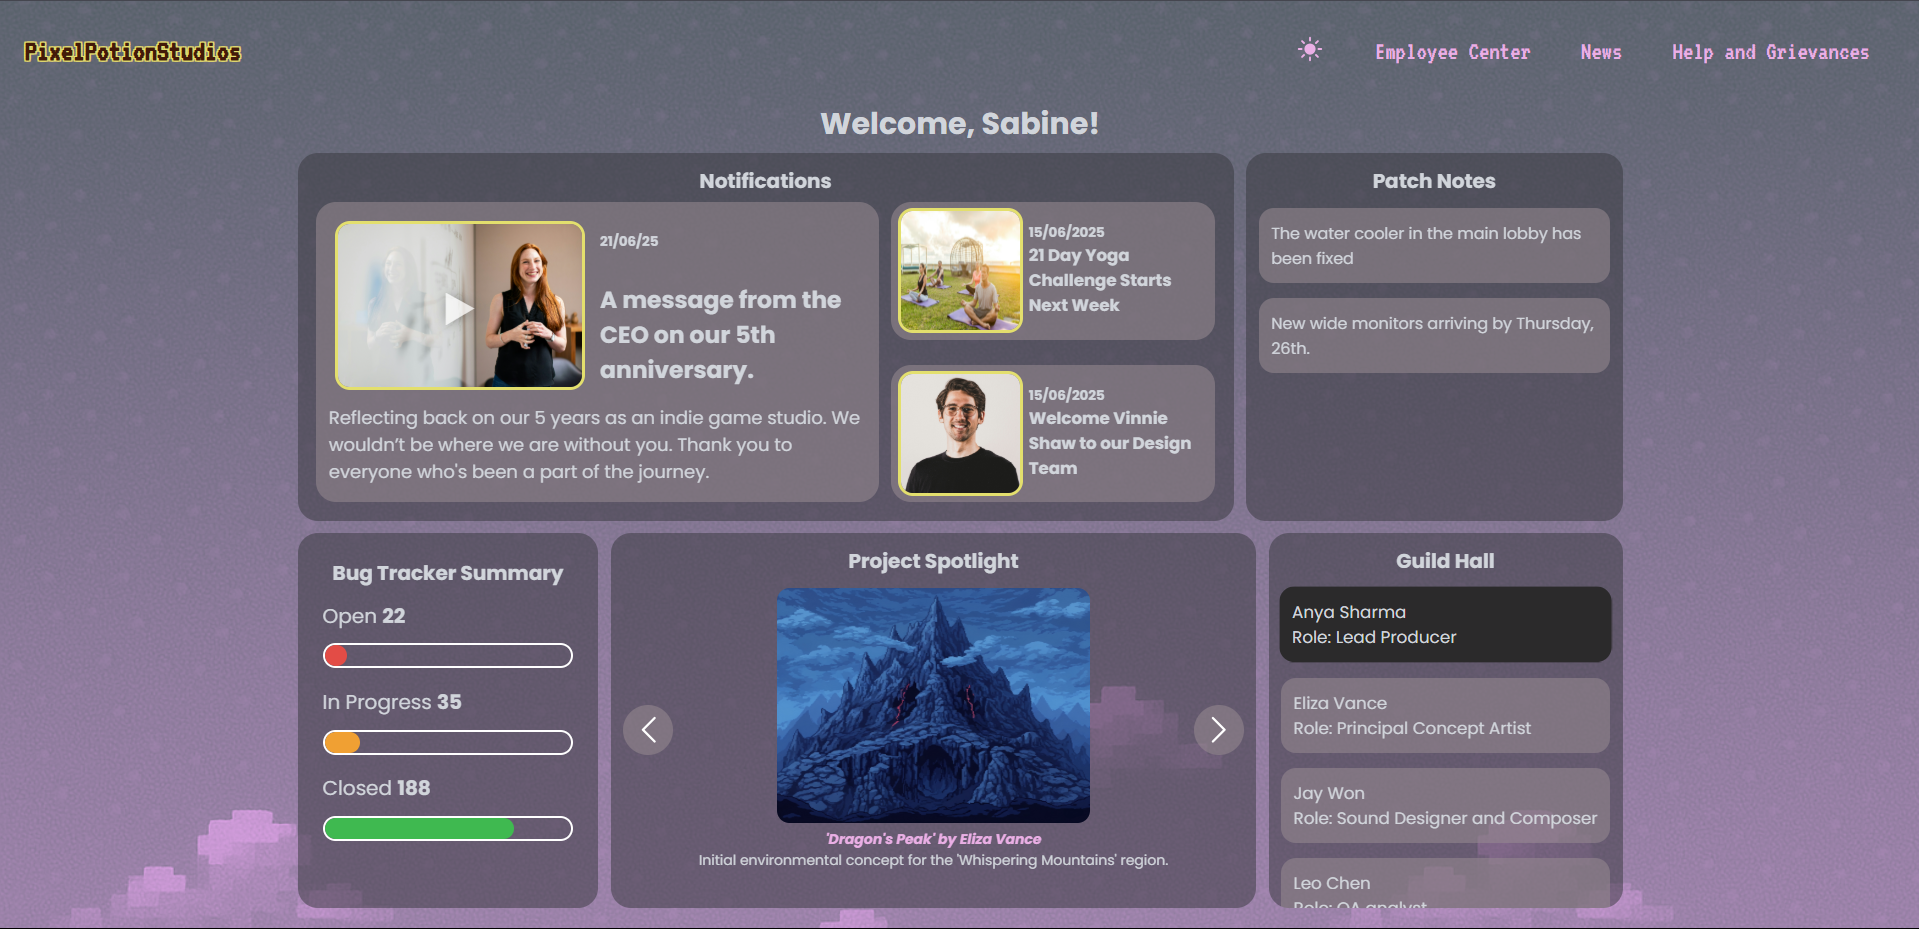 PixelPotionStudios
Employee Center
News
Help and Grievances
Welcome, Sabine!
Notifications
21/06/25
A message from the
CEO on our 5th
anniversary.
Reflecting back on our 5 years as an indie game studio. We
wouldn't be where we are without you. Thank you to
everyone who's been a part of the journey.
15/06/2025
21 Day Yoga
Challenge Starts
Next Week
15/06/2025
Welcome Vinnie
Shaw to our Design
Team
Patch Notes
The water cooler in the main lobby has
been fixed
New wide monitors arriving by Thursday,
26th.
Bug Tracker Summary
Open 22
In Progress 35
Closed 188
Project Spotlight
'Dragon's Peak' by Eliza Vance
Initial environmental concept for the 'Whispering Mountains' region.
Guild Hall
Anya Sharma
Role: Lead Producer
Eliza Vance
Role: Principal Concept Artist
Jay Won
Role: Sound Designer and Composer
Leo Chen
Role: QA analyst